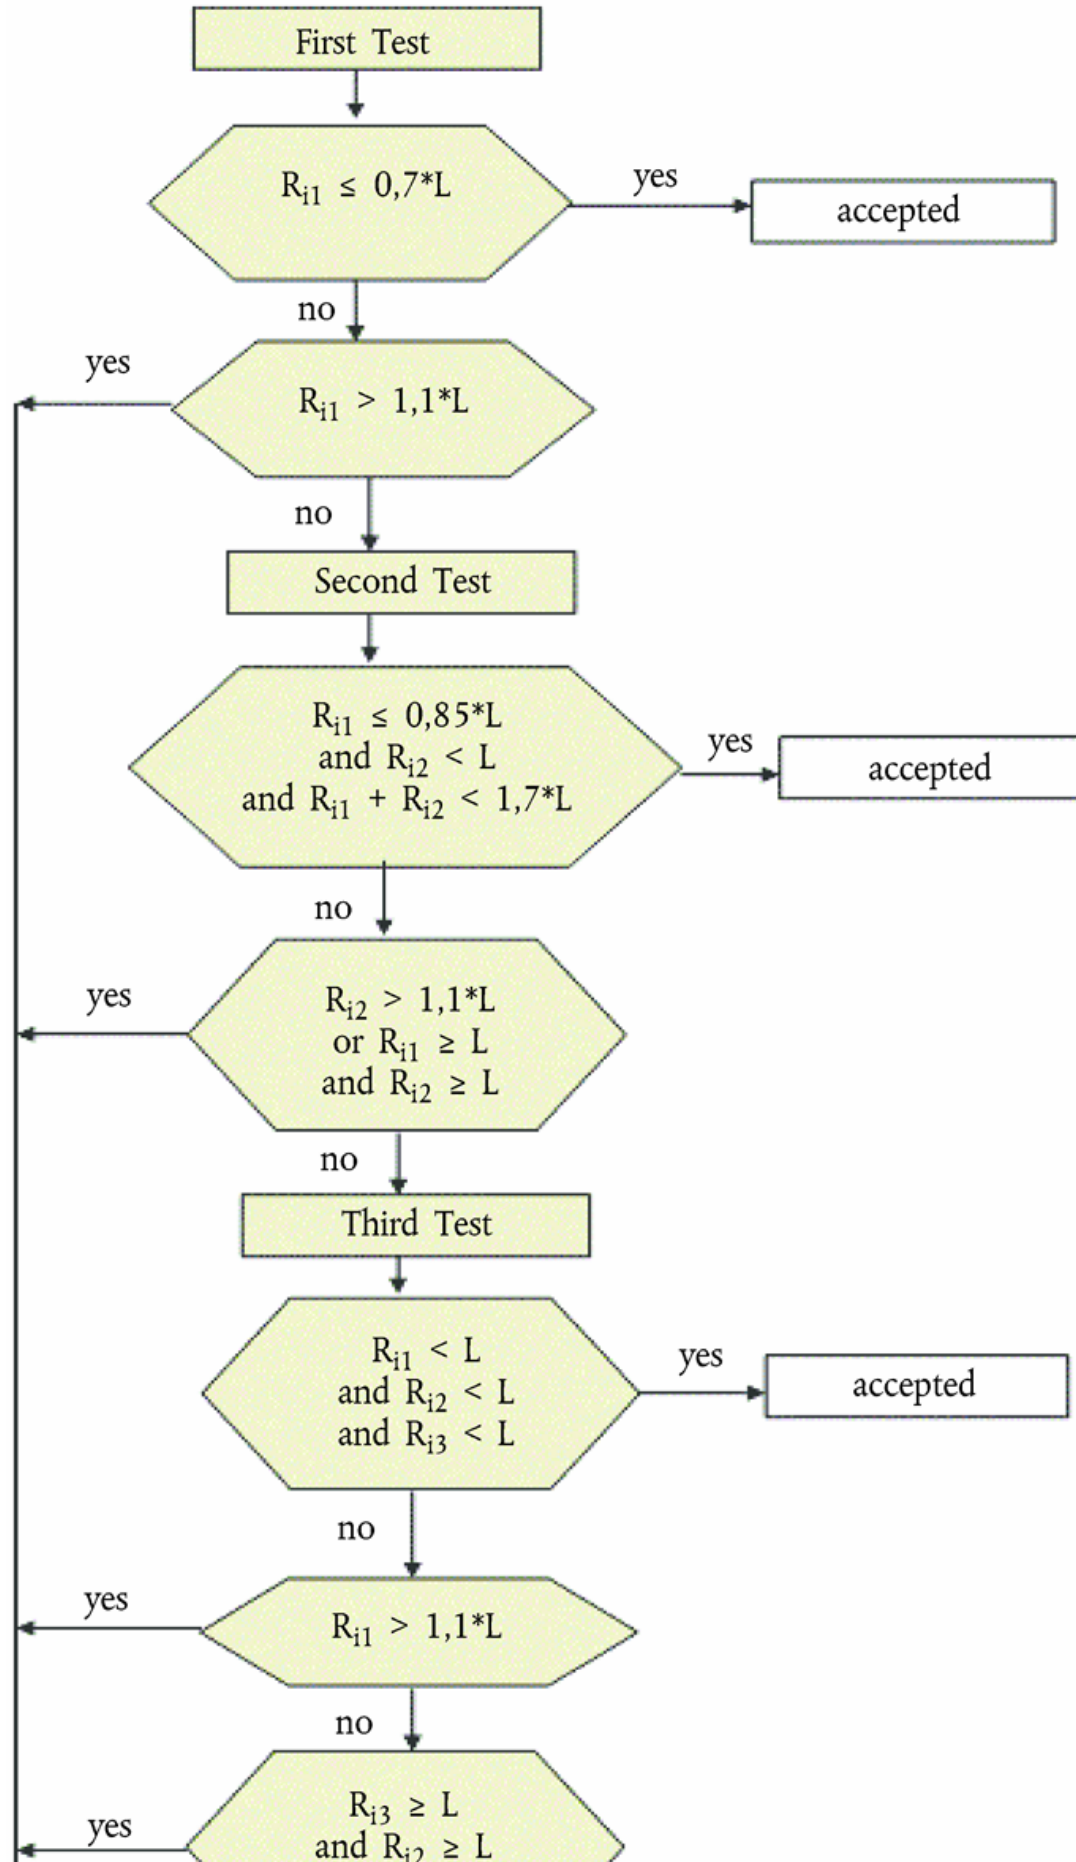 First Test
Ri1 ≤ 0,7*L
yes
accepted
no
yes
Ri1 > 1,1*L
no
Second Test
Ri1 ≤ 0,85*L
and Ri2 < L
and Ri1 + Ri2 < 1,7*L
yes
accepted
no
yes
Ri2 > 1,1*L
or Ri1 ≥ L
and Ri2 ≥ L
no
Third Test
Ri1 < L
and Ri2 < L
and Ri3 < L
yes
accepted
no
yes
Ri1 > 1,1*L
no
yes
Ri3 ≥ L
and Ri2 ≥ L